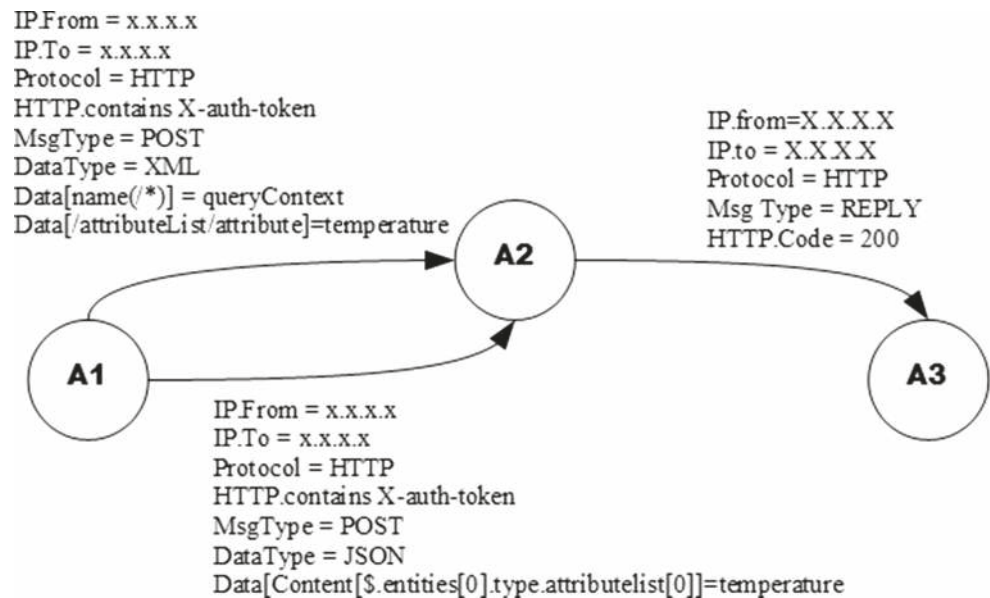 IP.From = x.x.x.x
IP.To = x.x.x.x
Protocol = HTTP
HTTP.contains X-auth-token
MsgType = POST
DataType = XML
Data[name(/*)] = queryContext
Data[/attributeList/attribute]=temperature
IP.from=X.X.X.X
IP.to = X.X.X.X
Protocol = HTTP
Msg Type = REPLY
HTTP.Code = 200
A2
A1
A3
IP.From = x.x.x.x
IP.To = x.x.x.x
Protocol = HTTP
HTTP.contains X-auth-token
MsgType = POST
DataType = JSON
Data[Content[$.entities[0].type.attributelist[0]]=temperature